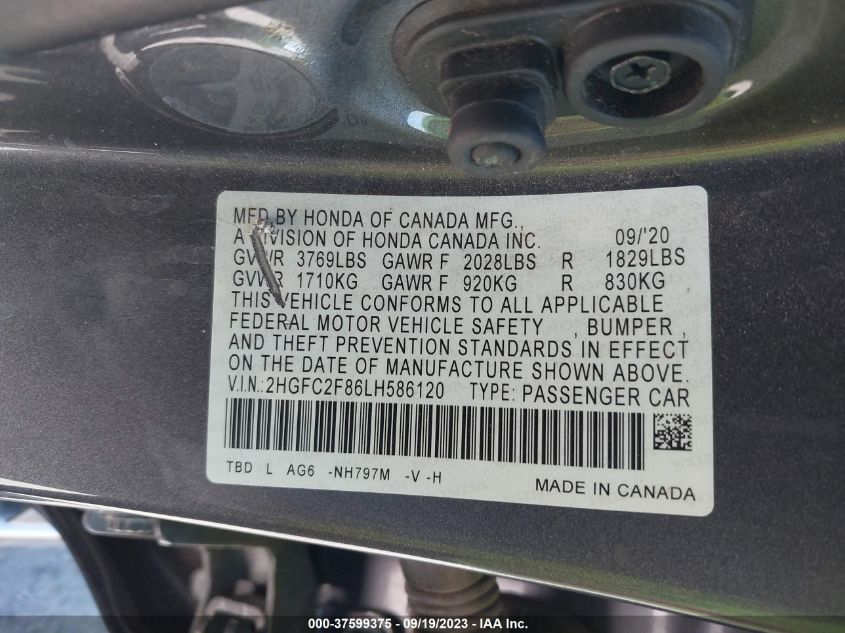 MFD BY HONDA OF CANADA MFG.,
A DIVISION OF HONDA CANADA INC. 09/'20
GVWR 3769LBS GAWR F 2028LBS R 1829LBS
GVWR 1710KG GAWR F 920KG R 830KG
THIS VEHICLE CONFORMS TO ALL APPLICABLE
FEDERAL MOTOR VEHICLE SAFETY , BUMPER ,
AND THEFT PREVENTION STANDARDS IN EFFECT
ON THE DATE OF MANUFACTURE SHOWN ABOVE.
V.I.N.:2HGFC2F86LH586120 TYPE: PASSENGER CAR
TBD L AG6 -NH797M -V -H
MADE IN CANADA
000-37599375 - 09/19/2023 - IAA Inc.